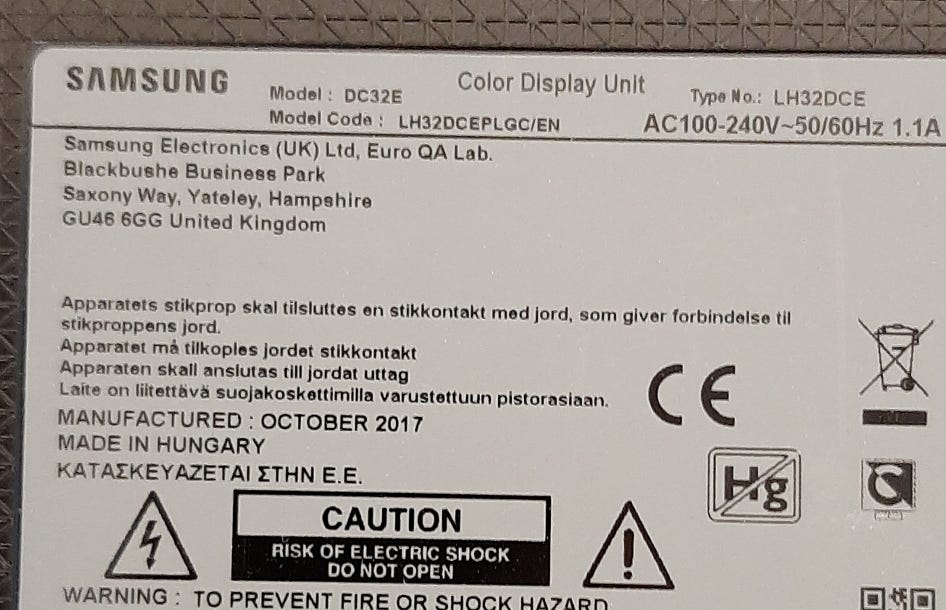 SAMSUNG
Color Display Unit
Model : DC32E
Type No.: LH32DCE
Model Code : LH32DCEPLGC/EN
AC100-240V~50/60Hz 1.1A
Samsung Electronics (UK) Ltd, Euro QA Lab.
Blackbushe Business Park
Saxony Way, Yateley, Hampshire
GU46 6GG United Kingdom
Apparatets stikprop skal tilsluttes en stikkontakt med jord, som giver forbindelse til
stikproppens jord.
Apparatet må tilkoples jordet stikkontakt
Apparaten skall anslutas till jordat uttag
Laite on liitettävä suojakoskettimilla varustettuun pistorasiaan.
CE
MANUFACTURED : OCTOBER 2017
MADE IN HUNGARY
ΚΑΤΑΣΚΕΥΑΖΕΤΑΙ ΣΤΗΝ Ε.Ε.
Hg
CAUTION
RISK OF ELECTRIC SHOCK
DO NOT OPEN
WARNING : TO PREVENT FIRE OR SHOCK HAZARD